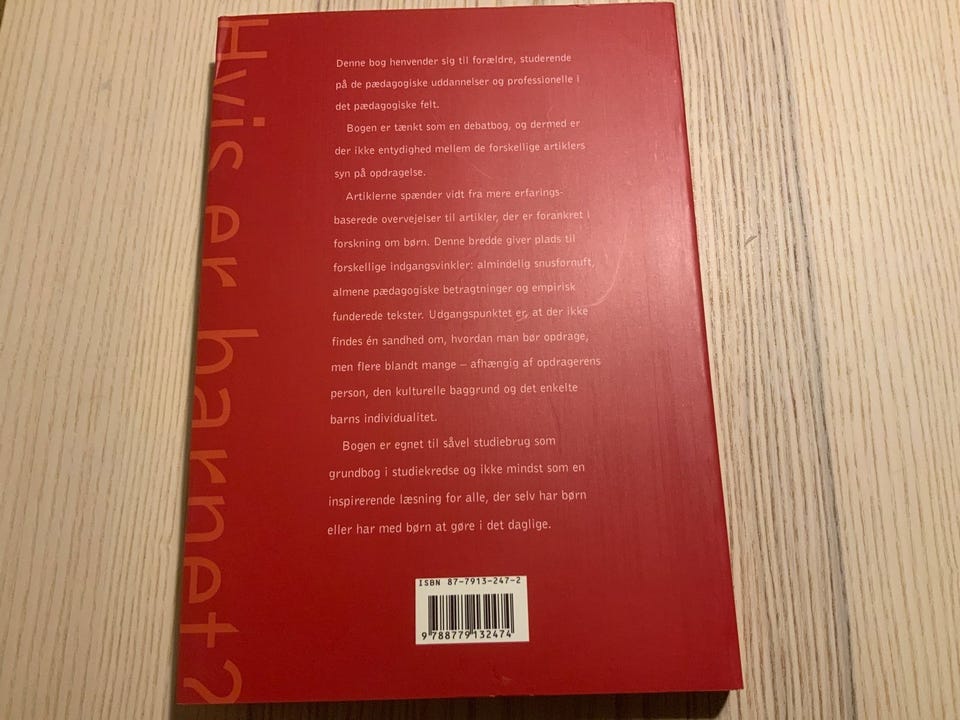 Hvis er barnet?
Denne bog henvender sig til forældre, studerende
på de pædagogiske uddannelser og professionelle i
det pædagogiske felt.
Bogen er tænkt som en debatbog, og dermed er
der ikke entydighed mellem de forskellige artiklers
syn på opdragelse.
Artiklerne spænder vidt fra mere erfarings-
baserede overvejelser til artikler, der er forankret i
forskning om børn. Denne bredde giver plads til
forskellige indgangsvinkler: almindelig snusfornuft,
almene pædagogiske betragtninger og empirisk
funderede tekster. Udgangspunktet er, at der ikke
findes én sandhed om, hvordan man bør opdrage,
men flere blandt mange – afhængig af opdragerens
person, den kulturelle baggrund og det enkelte
barns individualitet.
Bogen er egnet til såvel studiebrug som
grundbog i studiekredse og ikke mindst som en
inspirerende læsning for alle, der selv har børn
eller har med børn at gøre i det daglige.
ISBN 87-7913-247-2
9 788779 132474